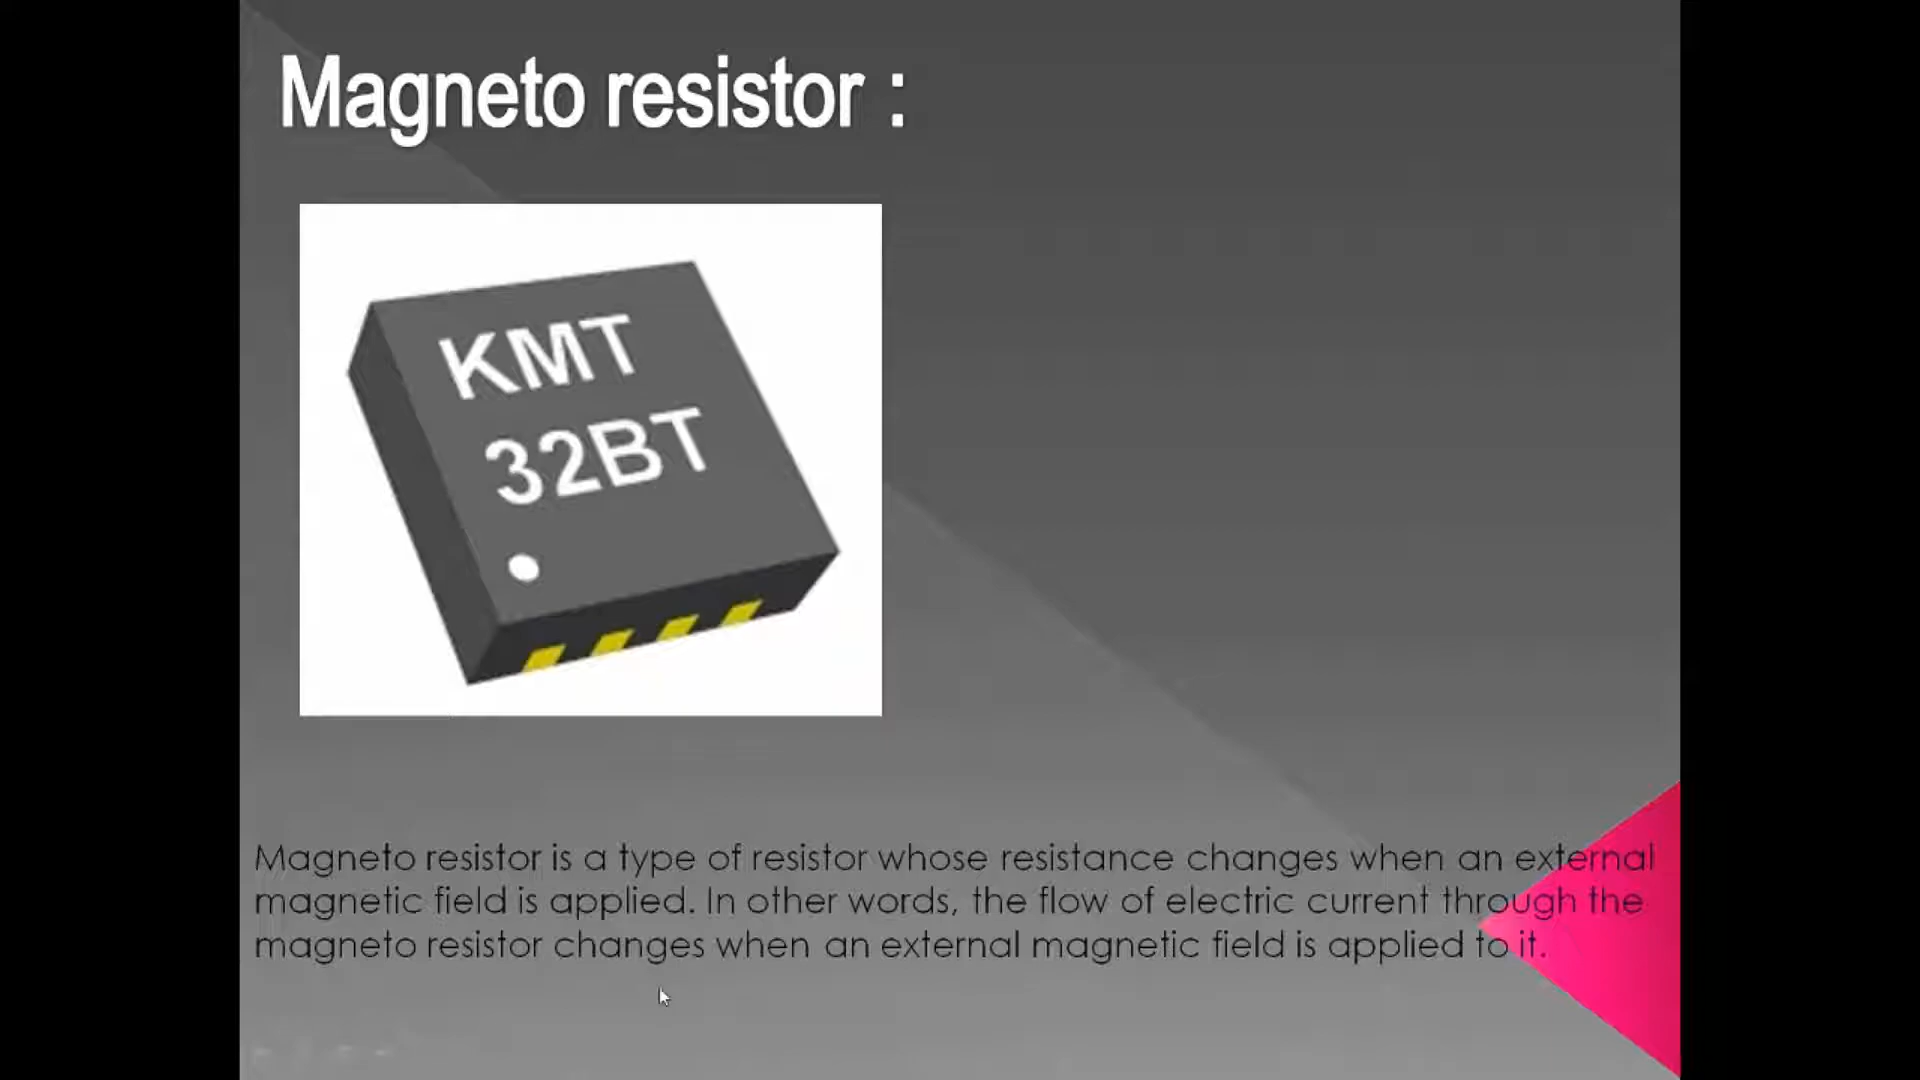 Magneto resistor :
KMT
32BT
Magneto resistor is a type of resistor whose resistance changes when an external
magnetic field is applied. In other words, the flow of electric current through the
magneto resistor changes when an external magnetic field is applied to it.